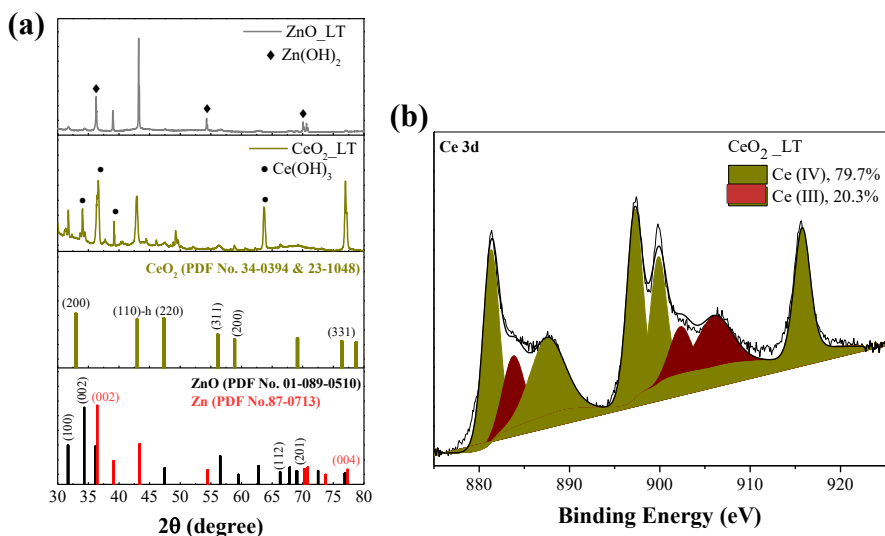 (a)
ZnO_LT
Zn(OH)2
CeO2_LT
Ce(OH)3
CeO2 (PDF No. 34-0394 & 23-1048)
(200)
(110)-h
(220)
(311)
(200)
(331)
ZnO (PDF No. 01-089-0510)
Zn (PDF No.87-0713)
(100)
(002)
(002)
(112)
(201)
(004)
30 35 40 45 50 55 60 65 70 75 80
2θ (degree)
(b)
Ce 3d
CeO2 _LT
Ce (IV), 79.7%
Ce (III), 20.3%
880 890 900 910 920
Binding Energy (eV)